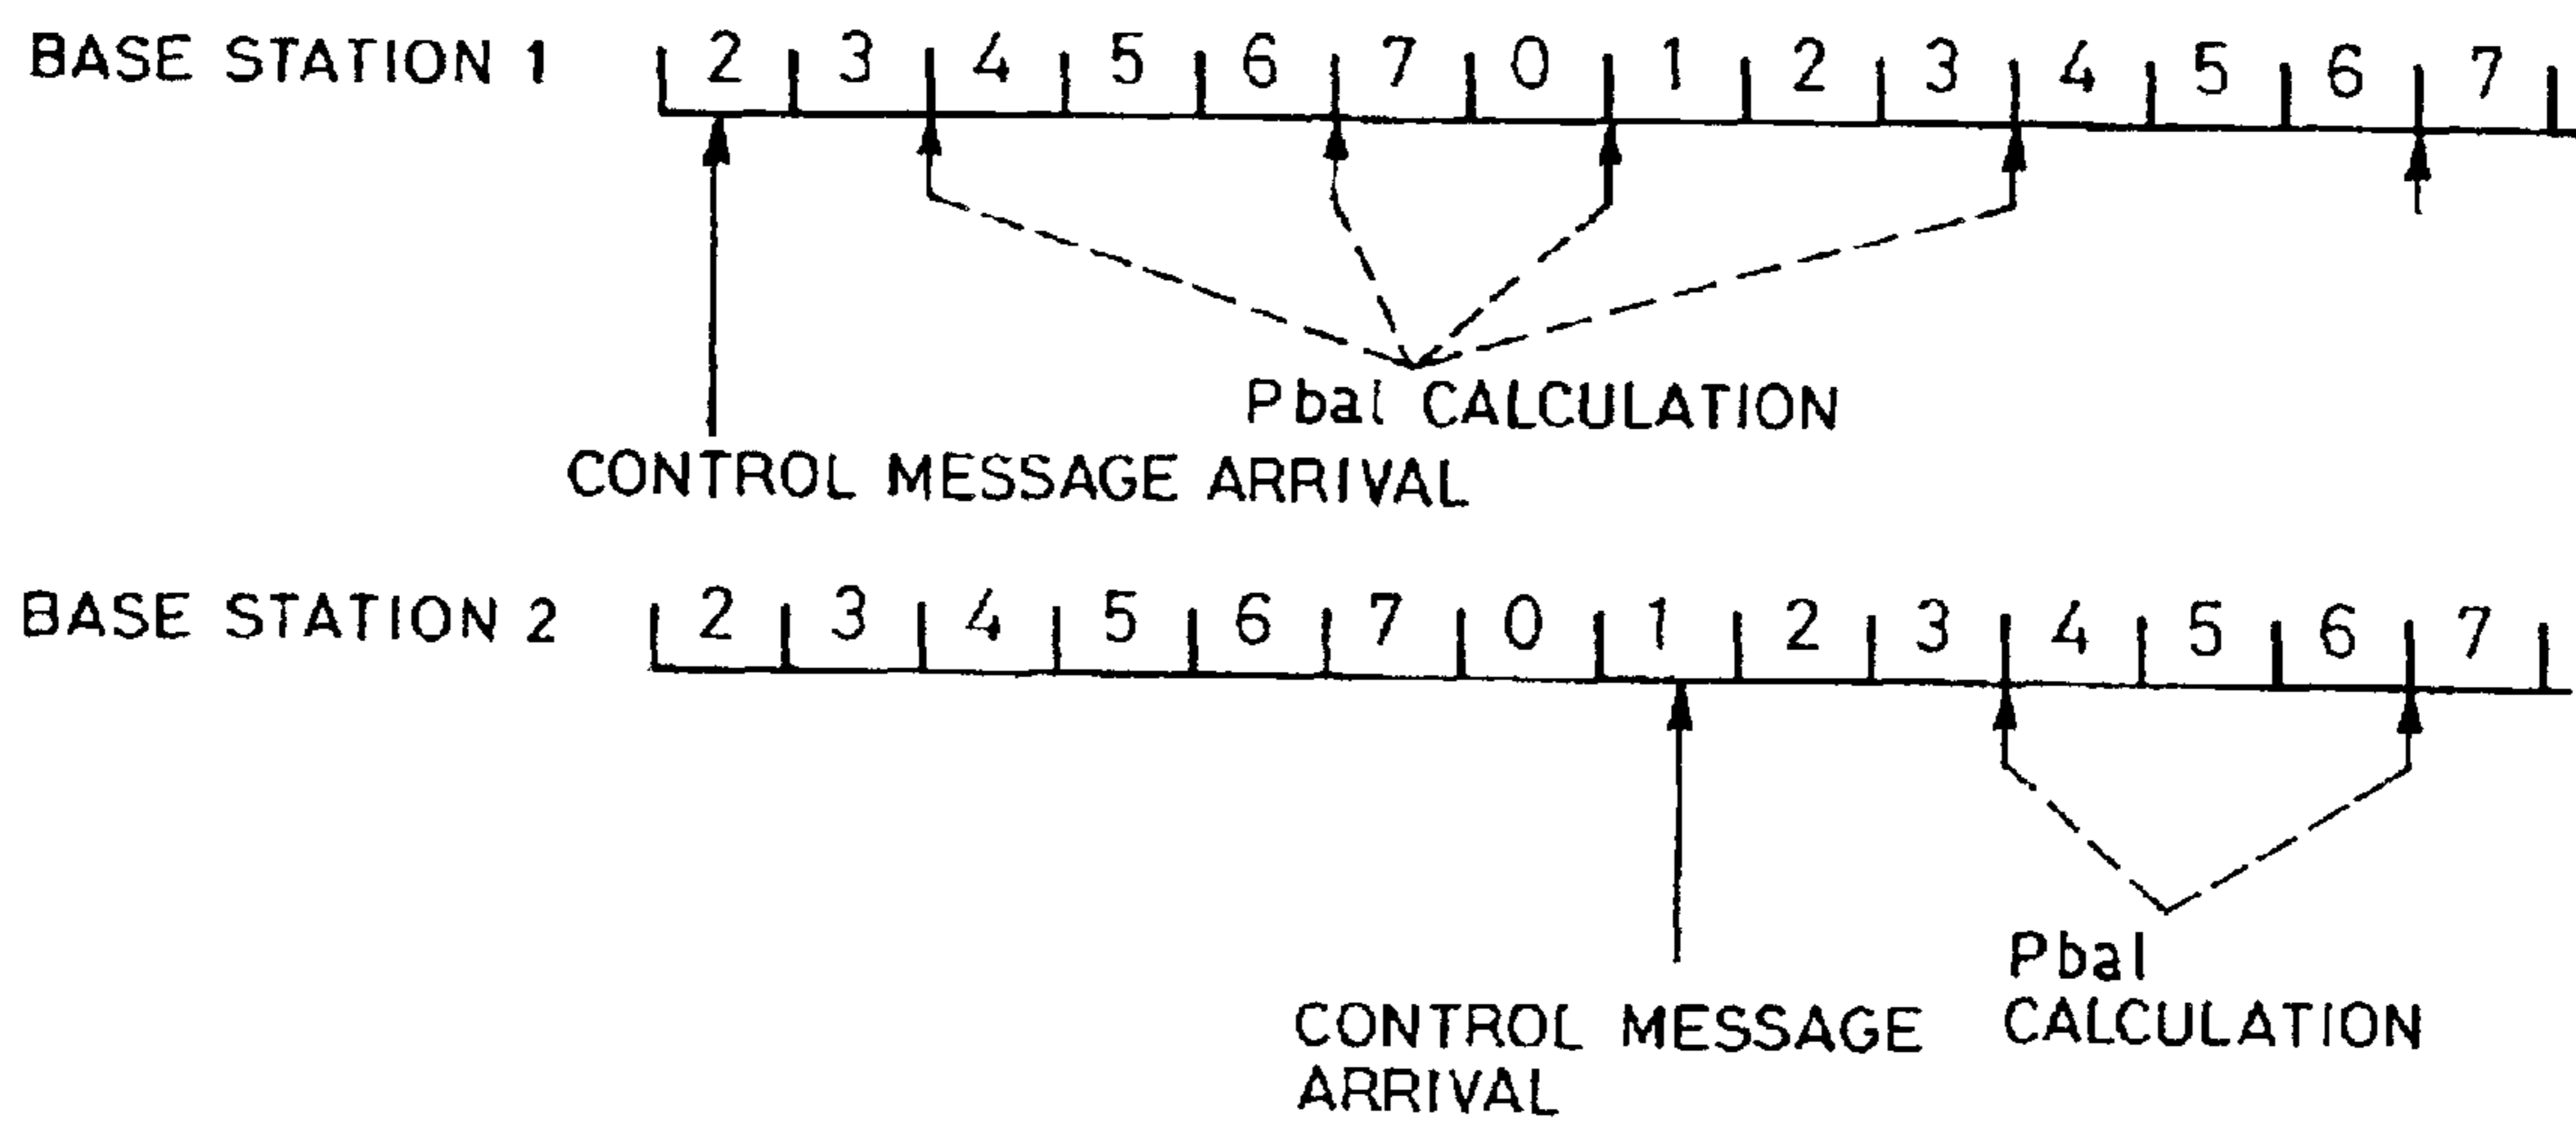 BASE STATION 1 2 3 4 5 6 7 0 1 2 3 4 5 6 7
Pbal CALCULATION
CONTROL MESSAGE ARRIVAL
BASE STATION 2 2 3 4 5 6 7 0 1 2 3 4 5 6 7
Pbal
CALCULATION
CONTROL MESSAGE
ARRIVAL